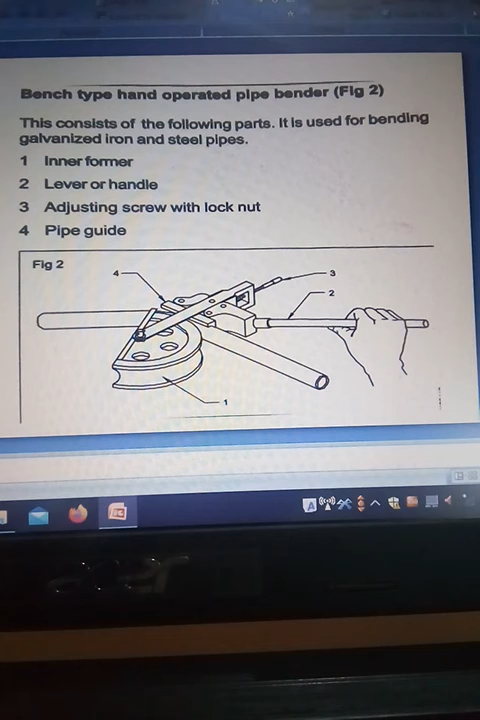 Bench type hand operated pipe bender (Fig 2)
This consists of the following parts. It is used for bending
galvanized iron and steel pipes.
1 Inner former
2 Lever or handle
3 Adjusting screw with lock nut
4 Pipe guide
Fig 2
4
3
2
1
A